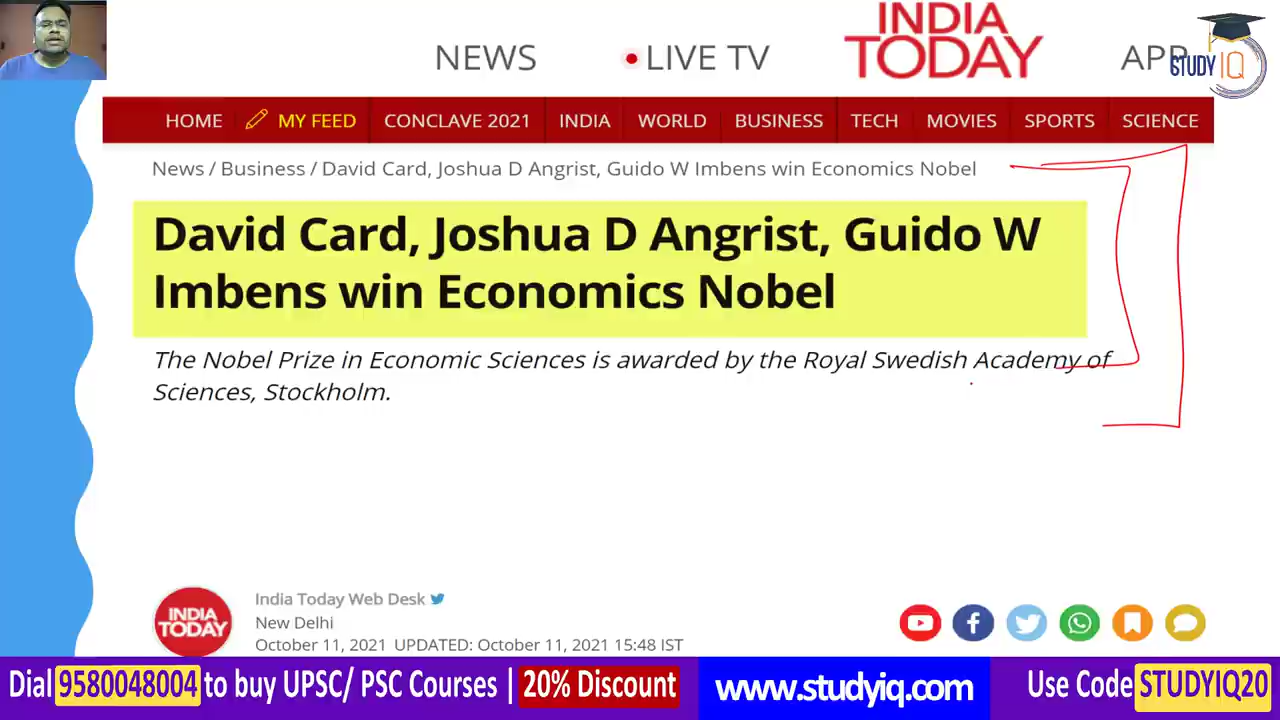 NEWS
LIVE TV
INDIA
TODAY
APP
STUDY IQ
HOME
MY FEED
CONCLAVE 2021
INDIA
WORLD
BUSINESS
TECH
MOVIES
SPORTS
SCIENCE
News / Business / David Card, Joshua D Angrist, Guido W Imbens win Economics Nobel
David Card, Joshua D Angrist, Guido W
Imbens win Economics Nobel
The Nobel Prize in Economic Sciences is awarded by the Royal Swedish Academy of
Sciences, Stockholm.
INDIA
TODAY
India Today Web Desk
New Delhi
October 11, 2021 UPDATED: October 11, 2021 15:48 IST
Dial 9580048004 to buy UPSC/ PSC Courses | 20% Discount
www.studyiq.com
Use Code STUDYIQ20